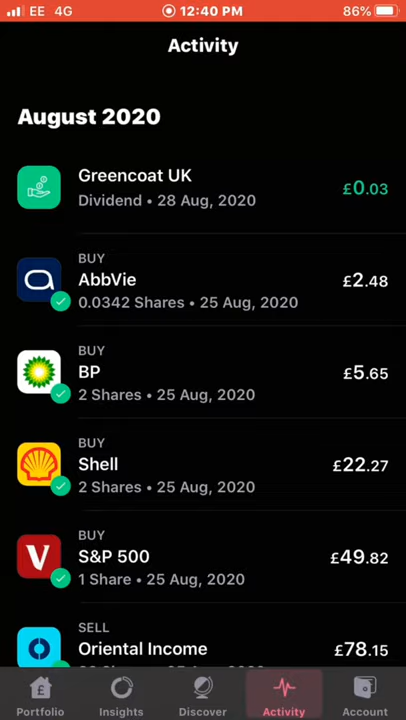 EE 4G 12:40 PM 86%
Activity
August 2020
Greencoat UK
Dividend • 28 Aug, 2020
£0.03
BUY
AbbVie
0.0342 Shares • 25 Aug, 2020
£2.48
BUY
BP
2 Shares • 25 Aug, 2020
£5.65
BUY
Shell
2 Shares • 25 Aug, 2020
£22.27
V
BUY
S&P 500
1 Share • 25 Aug, 2020
£49.82
SELL
Oriental Income
£78.15
£
Portfolio Insights Discover Activity Account